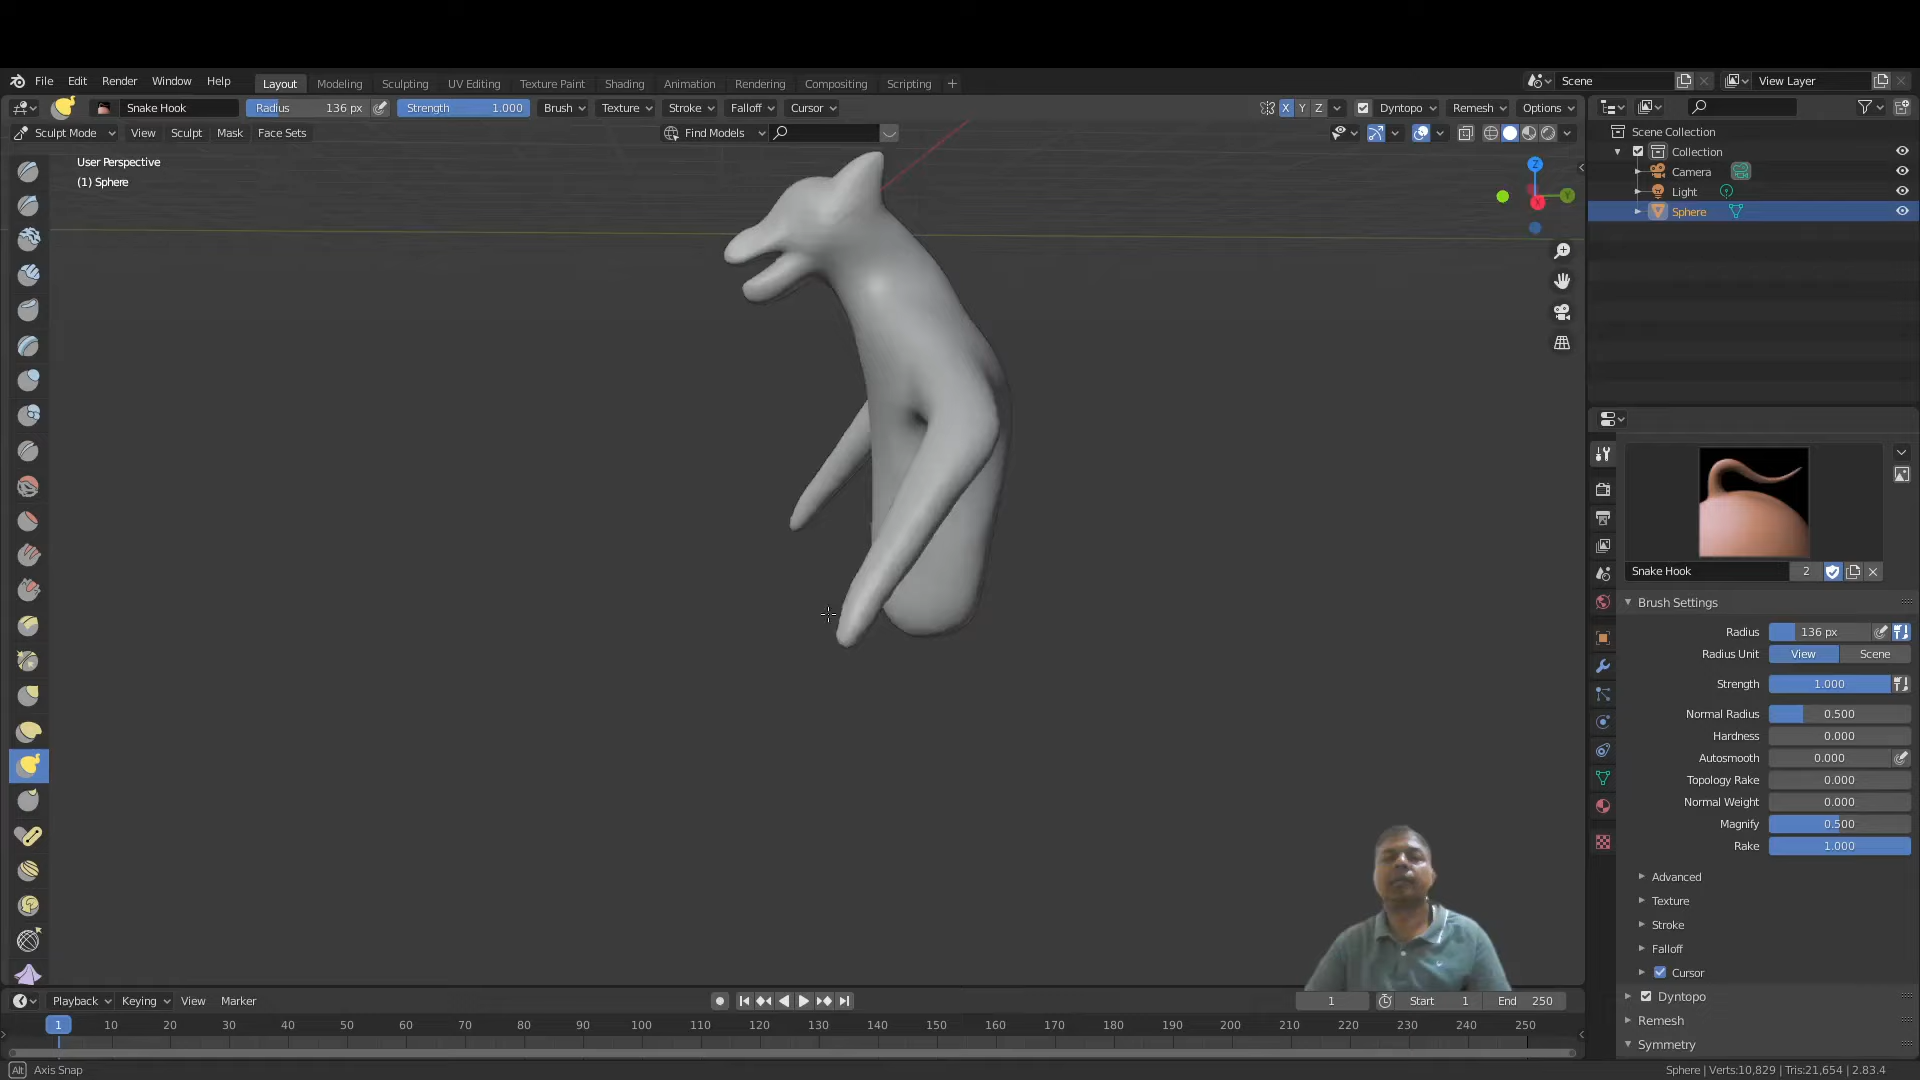 File Edit Render Window Help Layout Modeling Sculpting UV Editing Texture Paint Shading Animation Rendering Compositing Scripting + Scene View Layer
Snake Hook Radius 136 px Strength 1.000 Brush Texture Stroke Falloff Cursor X Y Z Dyntopo Remesh Options
Sculpt Mode View Sculpt Mask Face Sets Find Models
User Perspective
(1) Sphere
Z
Y
X
Scene Collection
Collection
Camera
Light
Sphere
Snake Hook 2
Brush Settings
Radius 136 px
Radius Unit View Scene
Strength 1.000
Normal Radius 0.500
Hardness 0.000
Autosmooth 0.000
Topology Rake 0.000
Normal Weight 0.000
Magnify 0.500
Rake 1.000
Advanced
Texture
Stroke
Falloff
Cursor
Dyntopo
Remesh
Symmetry
Playback Keying View Marker 1 Start 1 End 250
1 10 20 30 40 50 60 70 80 90 100 110 120 130 140 150 160 170 180 190 200 210 220 230 240 250
Alt Axis Snap Sphere | Verts:10,829 | Tris:21,654 | 2.83.4